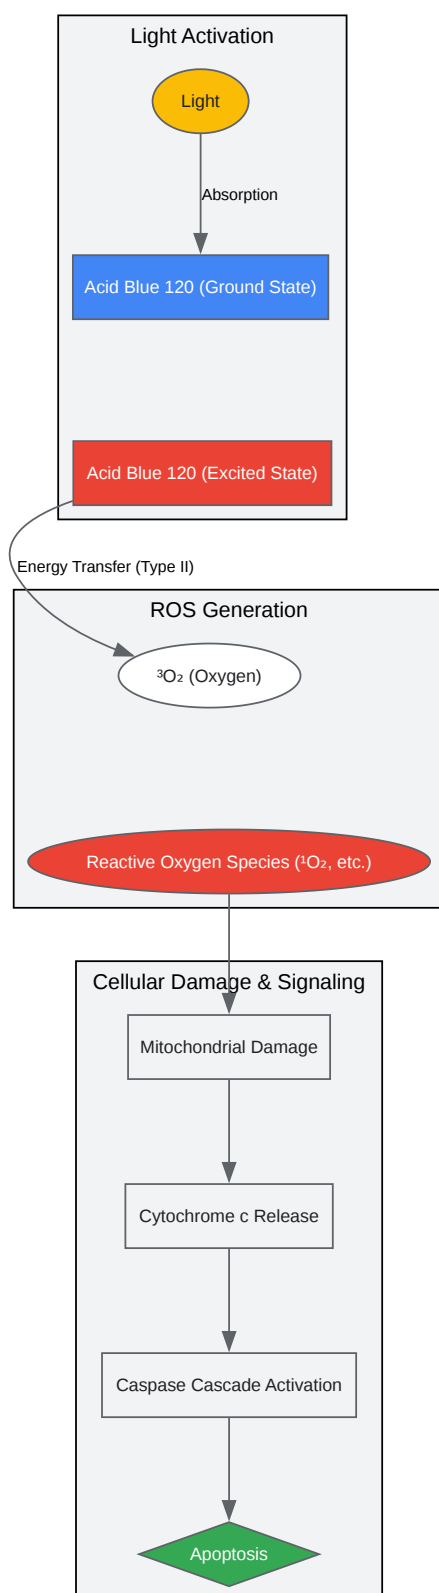 Light Activation
Light
Absorption
Acid Blue 120 (Ground State)
Acid Blue 120 (Excited State)
Energy Transfer (Type II)
ROS Generation
³O₂ (Oxygen)
Reactive Oxygen Species (¹O₂, etc.)
Cellular Damage & Signaling
Mitochondrial Damage
Cytochrome c Release
Caspase Cascade Activation
Apoptosis